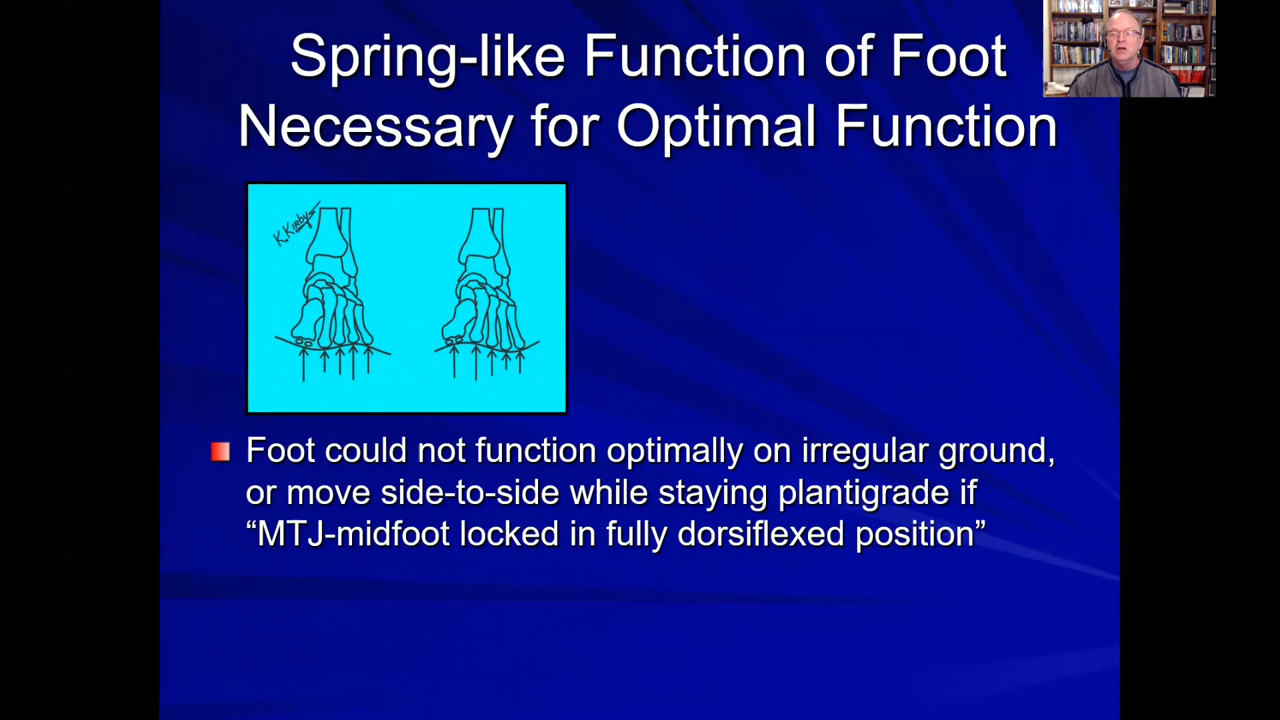 Spring-like Function of Foot
Necessary for Optimal Function
K.Kirby
Foot could not function optimally on irregular ground,
or move side-to-side while staying plantigrade if
“MTJ-midfoot locked in fully dorsiflexed position”